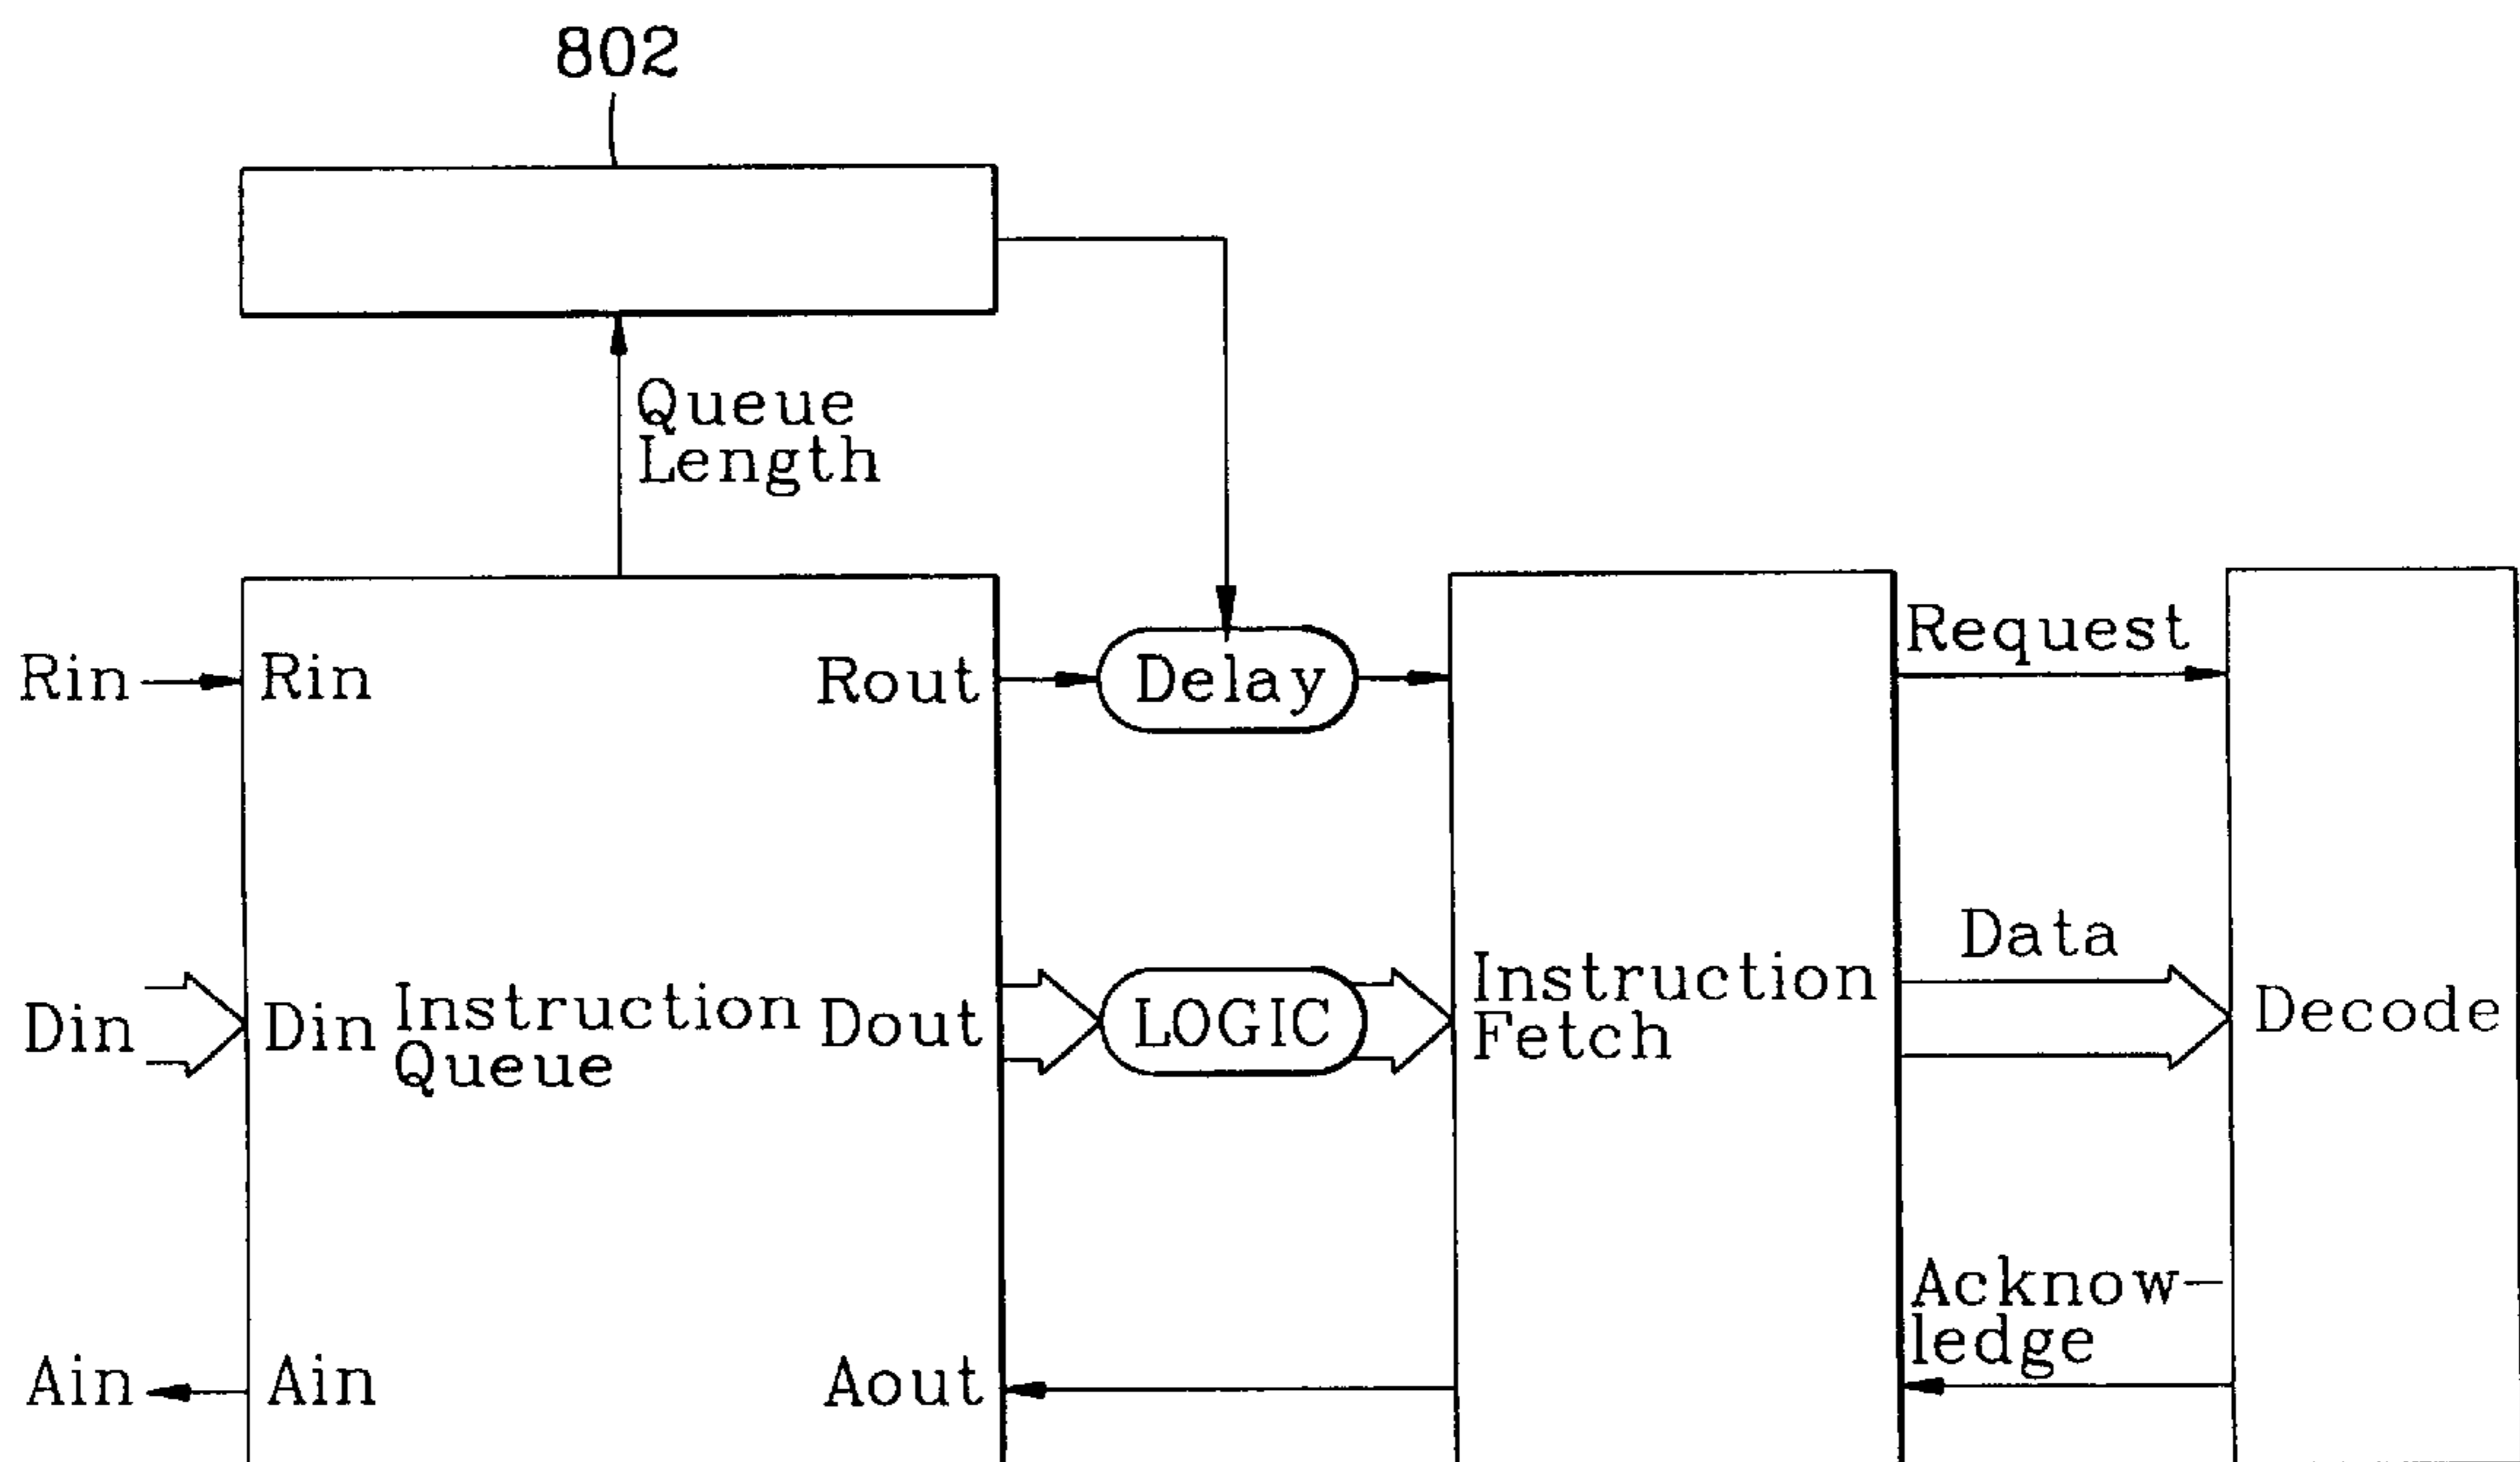 802
Queue
Length
Rin
Rin
Rout
Delay
Request
Din
Din
Instruction
Queue
Dout
LOGIC
Instruction
Fetch
Data
Decode
Ain
Ain
Aout
Acknow-
ledge